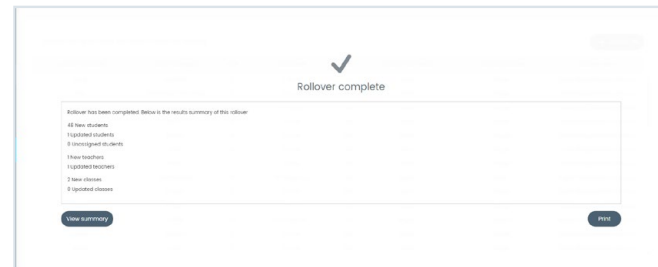 Rollover complete
Rollover has been completed. Below is the results summary of this rollover
48 New students
1 Updated students
0 Unassigned students
1 New teachers
1 Updated teachers
2 New classes
0 Updated classes
View summary
Print